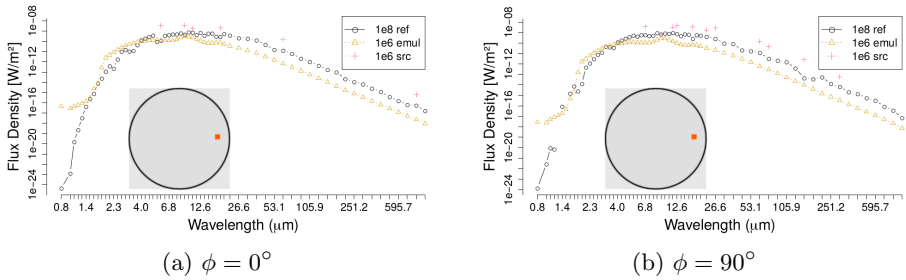 1e−08
1e−12
1e−16
1e−20
1e−24
Flux Density [W/m²]
1e8 ref
1e6 emul
1e6 src
0.8 1.4 2.3 4.0 6.8 12.6 26.6 53.1 105.9 251.2 595.7
Wavelength (μm)
(a) ϕ = 0°
1e−08
1e−12
1e−16
1e−20
1e−24
Flux Density [W/m²]
1e8 ref
1e6 emul
1e6 src
0.8 1.4 2.3 4.0 6.8 12.6 26.6 53.1 105.9 251.2 595.7
Wavelength (μm)
(b) ϕ = 90°